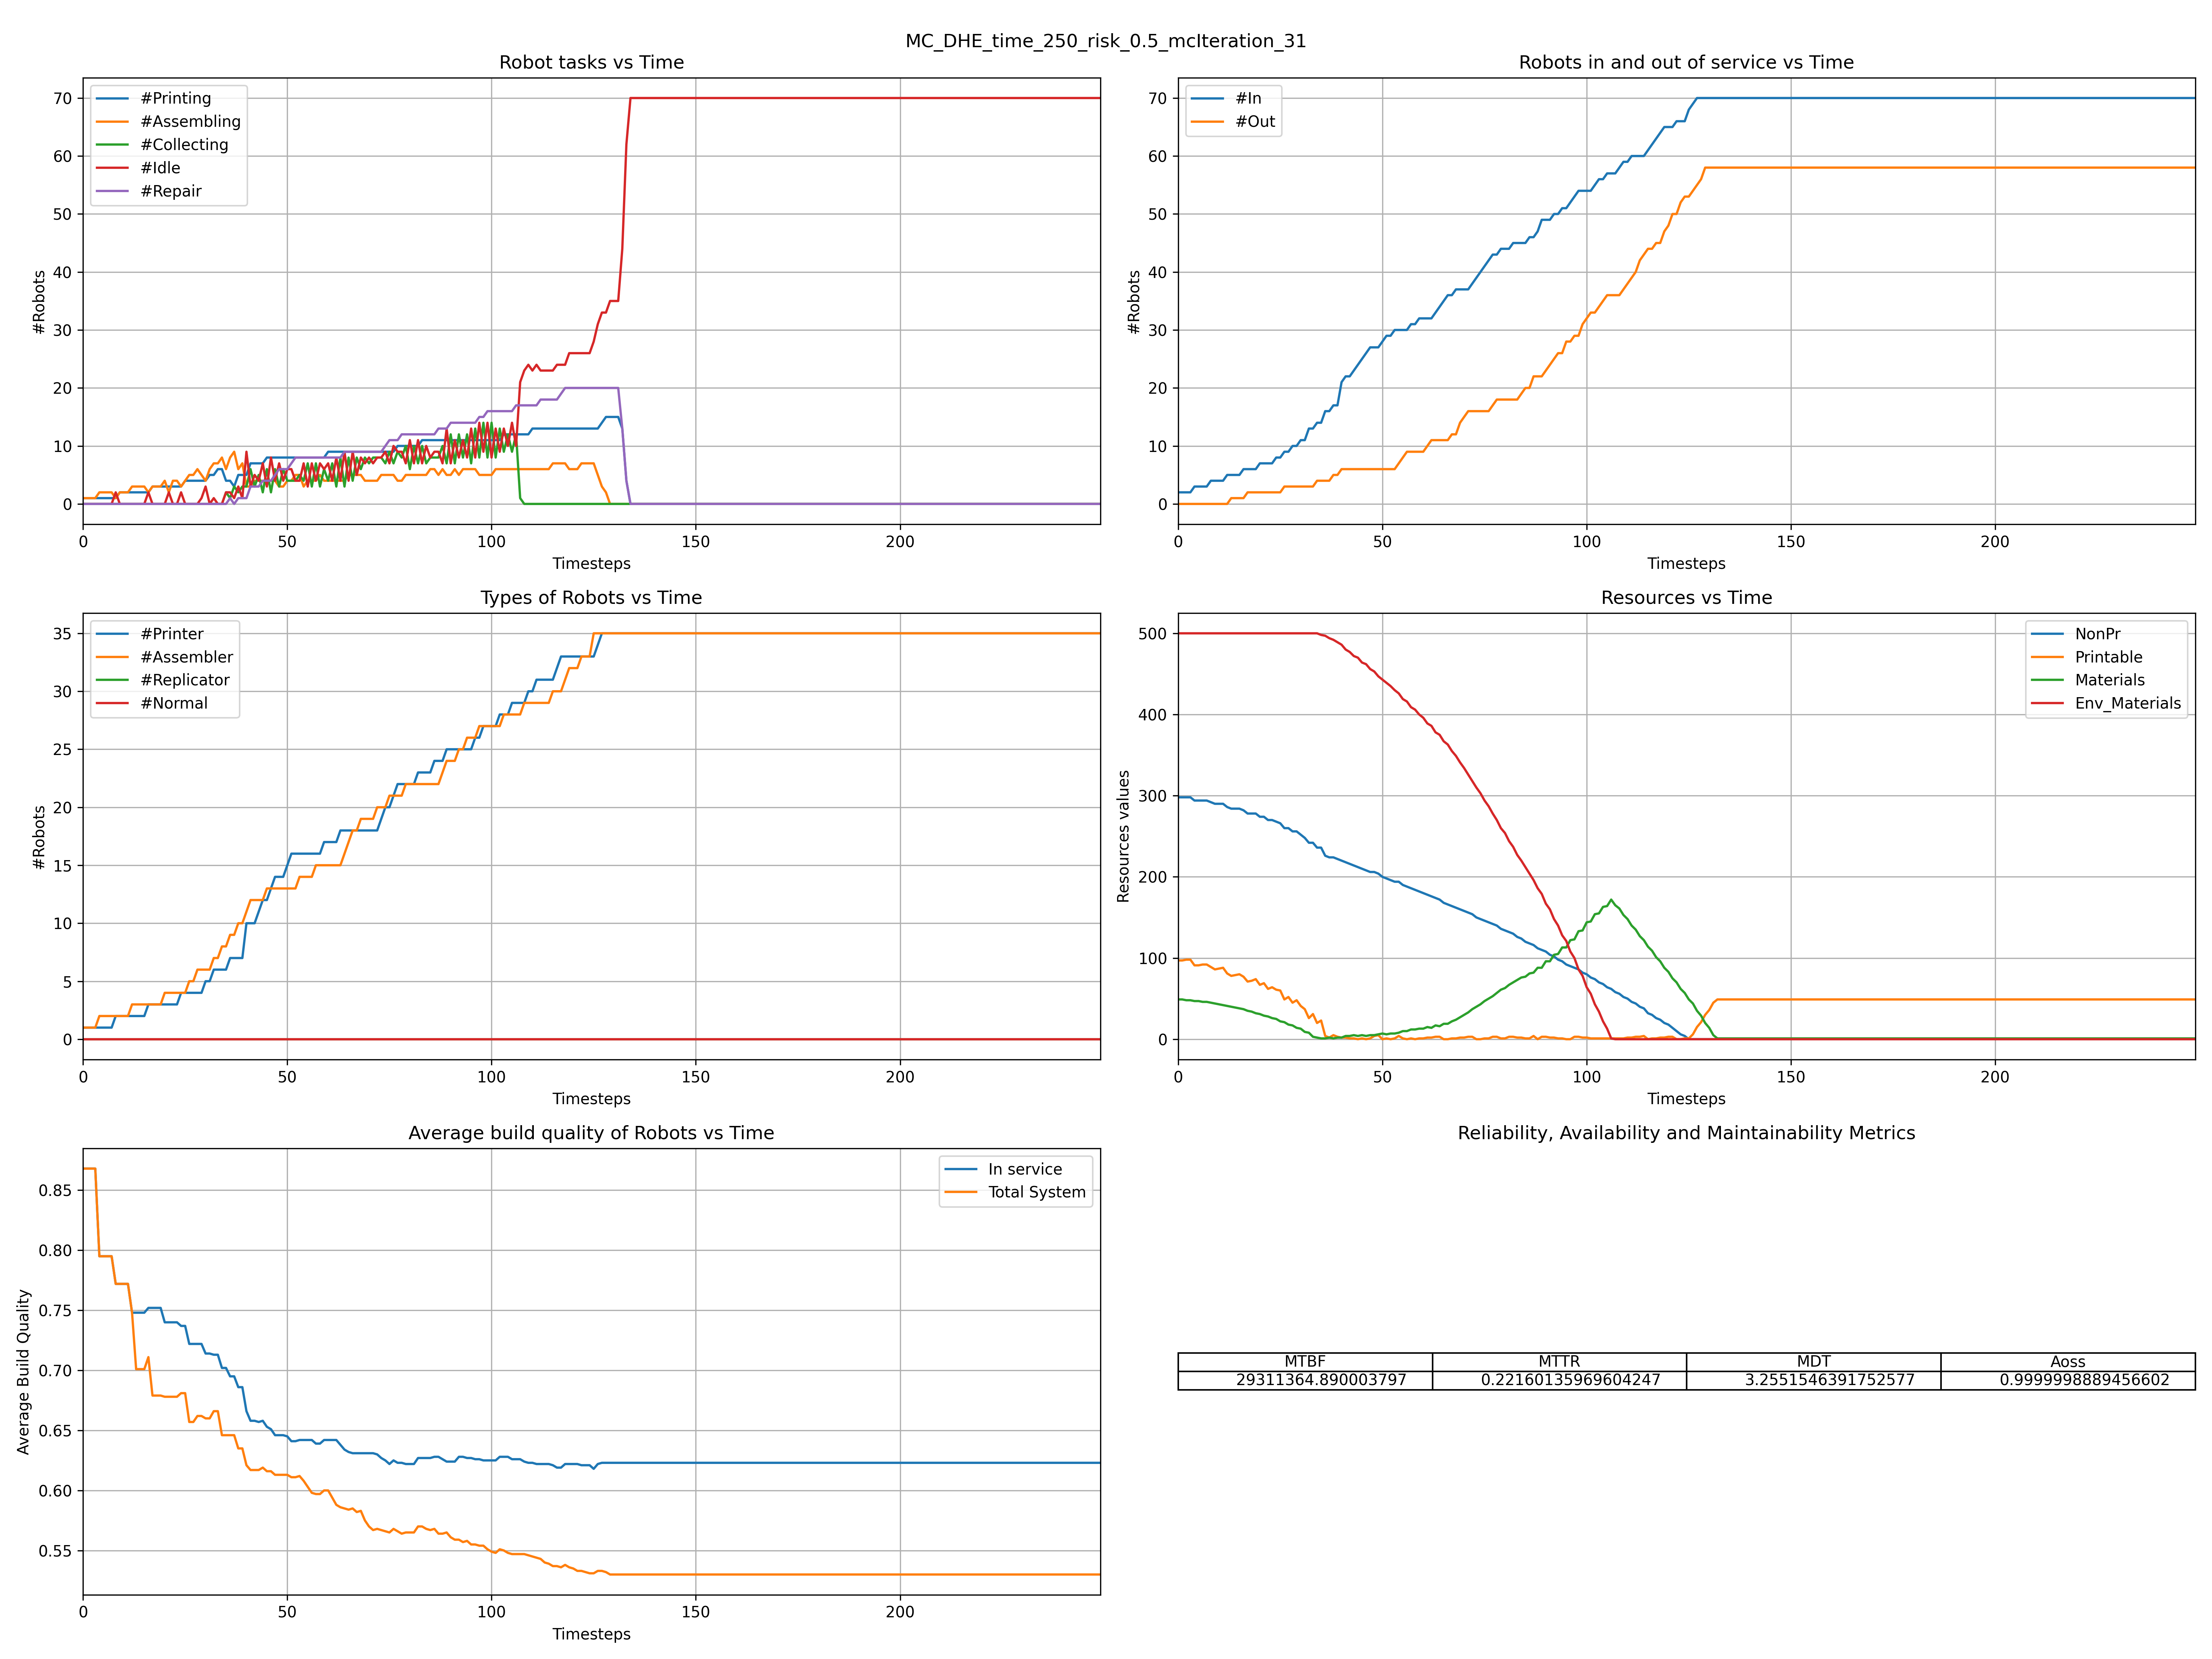 MC_DHE_time_250_risk_0.5_mcIteration_31
Robot tasks vs Time
#Printing
#Assembling
#Collecting
#Idle
#Repair
70
60
50
40
30
20
10
0
#Robots
0 50 100 150 200
Timesteps
Robots in and out of service vs Time
#In
#Out
70
60
50
40
30
20
10
0
#Robots
0 50 100 150 200
Timesteps
Types of Robots vs Time
#Printer
#Assembler
#Replicator
#Normal
35
30
25
20
15
10
5
0
#Robots
0 50 100 150 200
Timesteps
Resources vs Time
NonPr
Printable
Materials
Env_Materials
500
400
300
200
100
0
Resources values
0 50 100 150 200
Timesteps
Average build quality of Robots vs Time
In service
Total System
0.85
0.80
0.75
0.70
0.65
0.60
0.55
Average Build Quality
0 50 100 150 200
Timesteps
Reliability, Availability and Maintainability Metrics
MTBF MTTR MDT Aoss
29311364.890003797 0.22160135969604247 3.2551546391752577 0.9999998889456602